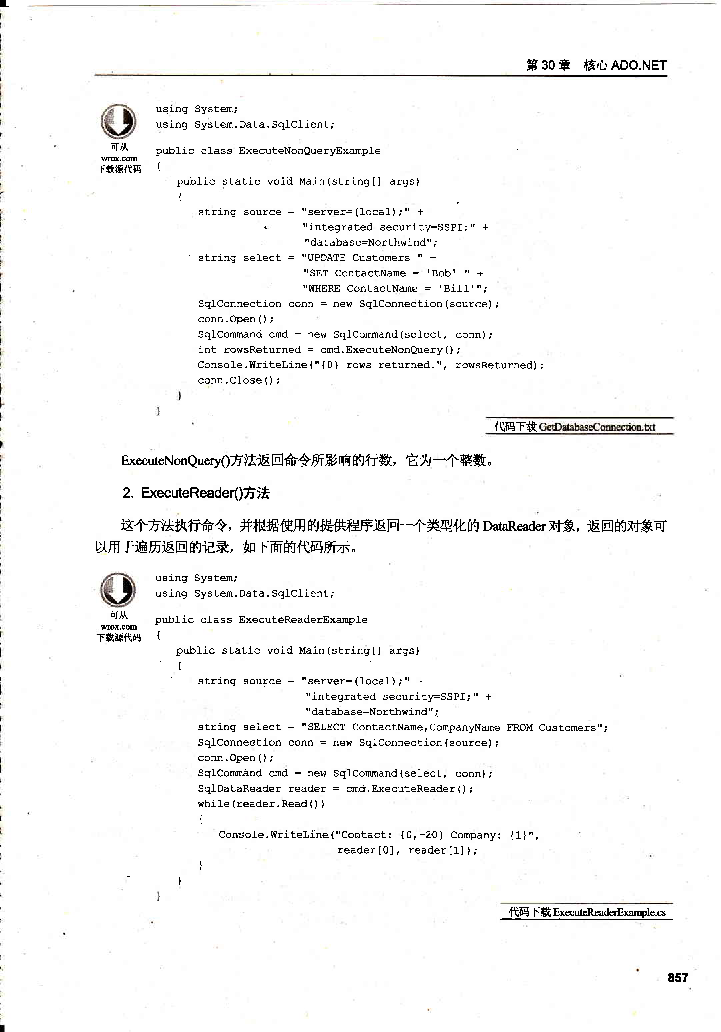 第 30 章 核心 ADO.NET
using System;
using System.Data.SqlClient;
可从
wrox.com
下载源代码
public class ExecuteNonQueryExample
{
public static void Main(string[] args)
{
string source = "server=(local);" +
"integrated security=SSPI;" +
"database=Northwind";
string select = "UPDATE Customers " +
"SET ContactName = 'Bob' " +
"WHERE ContactName = 'Bill'";
SqlConnection conn = new SqlConnection(source);
conn.Open();
SqlCommand cmd = new SqlCommand(select, conn);
int rowsReturned = cmd.ExecuteNonQuery();
Console.WriteLine("{0} rows returned.", rowsReturned);
conn.Close();
}
}
代码下载 GetDatabaseConnection.txt
ExecuteNonQuery()方法返回命令所影响的行数，它为一个整数。
2. ExecuteReader()方法
这个方法执行命令，并根据使用的提供程序返回一个类型化的 DataReader 对象，返回的对象可
以用于遍历返回的记录，如下面的代码所示。
using System;
using System.Data.SqlClient;
可从
wrox.com
下载源代码
public class ExecuteReaderExample
{
public static void Main(string[] args)
{
string source = "server=(local);" +
"integrated security=SSPI;" +
"database=Northwind";
string select = "SELECT ContactName,CompanyName FROM Customers";
SqlConnection conn = new SqlConnection(source);
conn.Open();
SqlCommand cmd = new SqlCommand(select, conn);
SqlDataReader reader = cmd.ExecuteReader();
while(reader.Read())
{
Console.WriteLine("Contact: {0,-20} Company: {1}",
reader[0], reader[1]);
}
}
}
代码下载 ExecuteReaderExample.cs
857